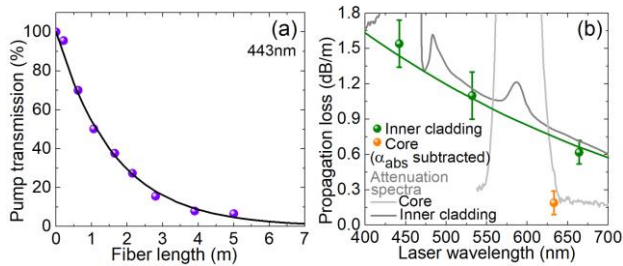 (a)
443nm
Pump transmission (%)
100
80
60
40
20
0
0 1 2 3 4 5 6 7
Fiber length (m)
(b)
Propagation loss (dB/m)
1.8
1.5
1.2
0.9
0.6
0.3
0.0
Inner cladding
Core
(αabs subtracted)
Attenuation
spectra
Core
Inner cladding
400 450 500 550 600 650 700
Laser wavelength (nm)